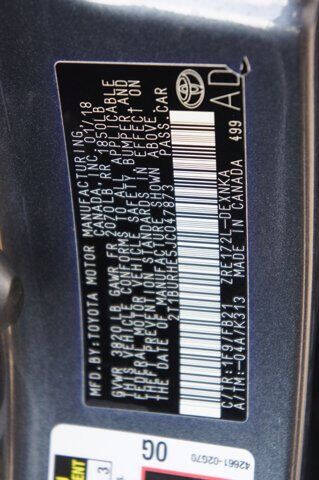 MFD.BY:TOYOTA MOTOR MANUFACTURING,
CANADA, INC. 01/18
GVWR 3820 LB GAWR FR 2070LB,RR 1850LB
THIS VEHICLE CONFORMS TO ALL APPLICABLE
FEDERAL MOTOR VEHICLE SAFETY, BUMPER,AND
THEFT PREVENTION STANDARDS IN EFFECT ON
THE DATE OF MANUFACTURE SHOWN ABOVE.
PASS.CAR
C/TR:1F9/FB21 ZRE172L-DEXNKA
A/TM:-04A/K313 MADE IN CANADA 499
AD
42661-02G70
0G
3